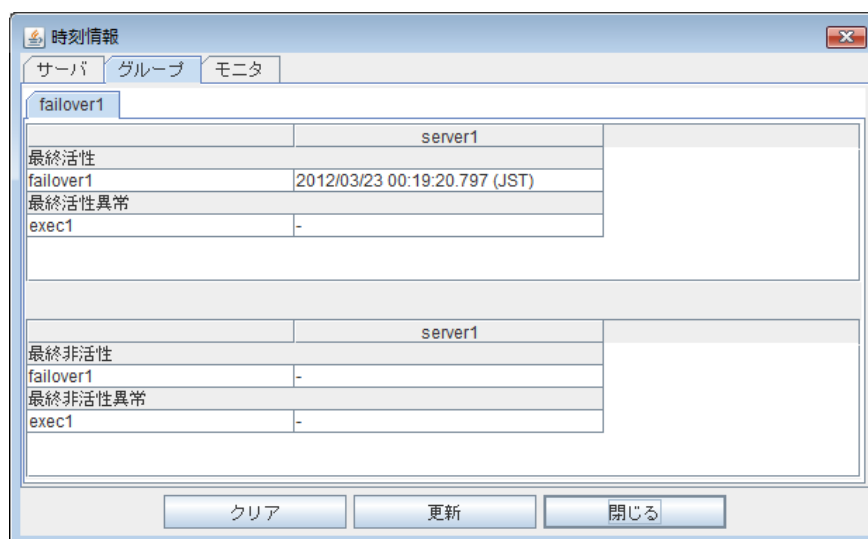 時刻情報
サーバ グループ モニタ
failover1
server1
最終活性
failover1 2012/03/23 00:19:20.797 (JST)
最終活性異常
exec1 -
server1
最終非活性
failover1 -
最終非活性異常
exec1 -
クリア 更新 閉じる